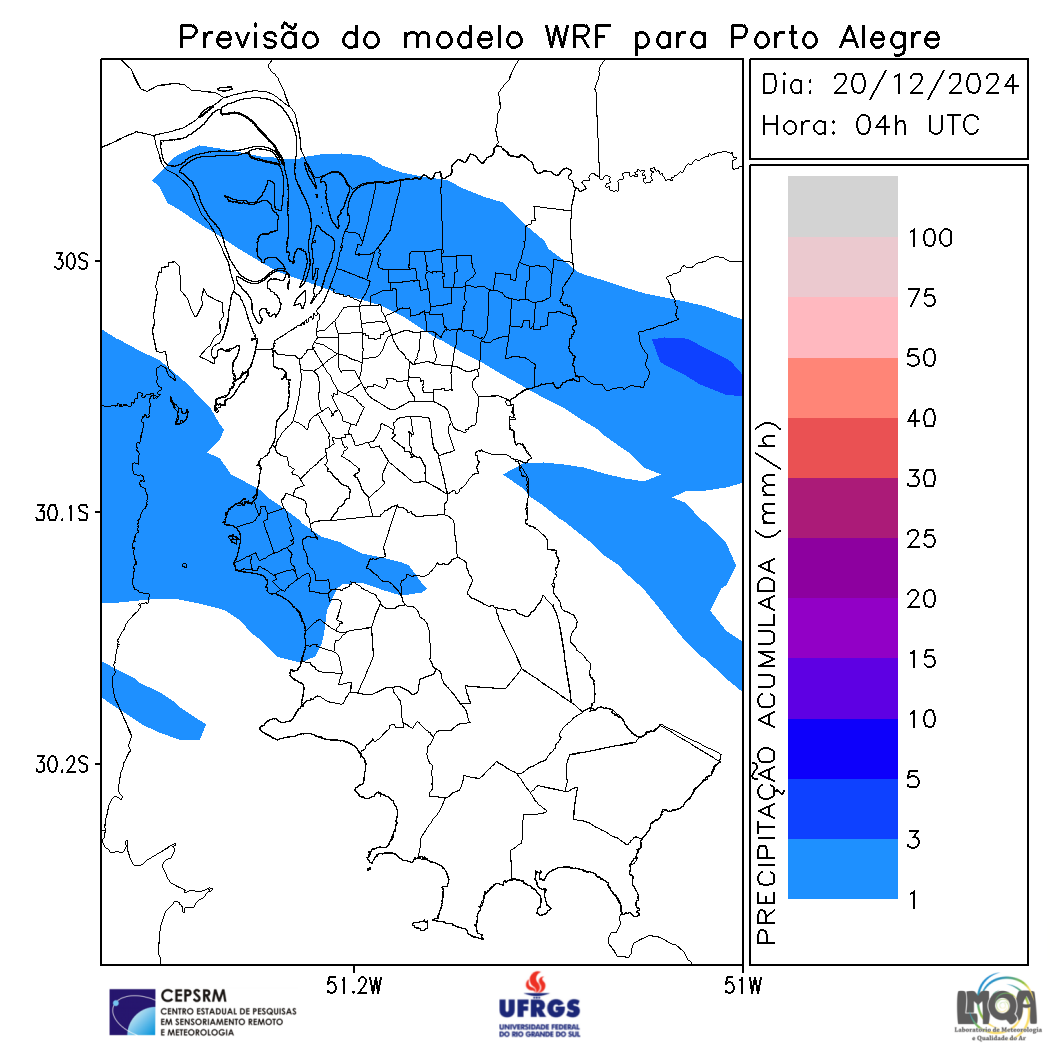 Previsão do modelo WRF para Porto Alegre
Dia: 20/12/2024
Hora: 04h UTC
30S
30.1S
30.2S
51.2W
51W
PRECIPITAÇÃO ACUMULADA (mm/h)
100
75
50
40
30
25
20
15
10
5
3
1
CEPSRM
CENTRO ESTADUAL DE PESQUISAS
EM SENSORIAMENTO REMOTO
E METEOROLOGIA
UFRGS
UNIVERSIDADE FEDERAL
DO RIO GRANDE DO SUL
LMQA
Laboratório de Meteorologia
e Qualidade do Ar